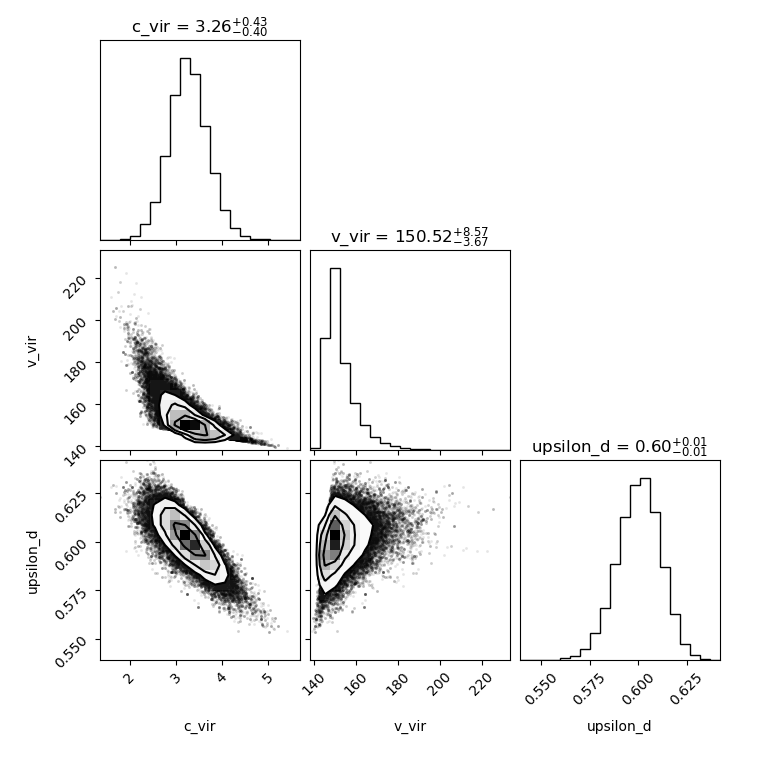 c_vir = 3.26 +0.43 −0.40
v_vir = 150.52 +8.57 −3.67
220
200
180
160
140
v_vir
upsilon_d = 0.60 +0.01 −0.01
0.625
0.600
0.575
0.550
upsilon_d
2 3 4 5
140 160 180 200 220
0.550 0.575 0.600 0.625
c_vir v_vir upsilon_d